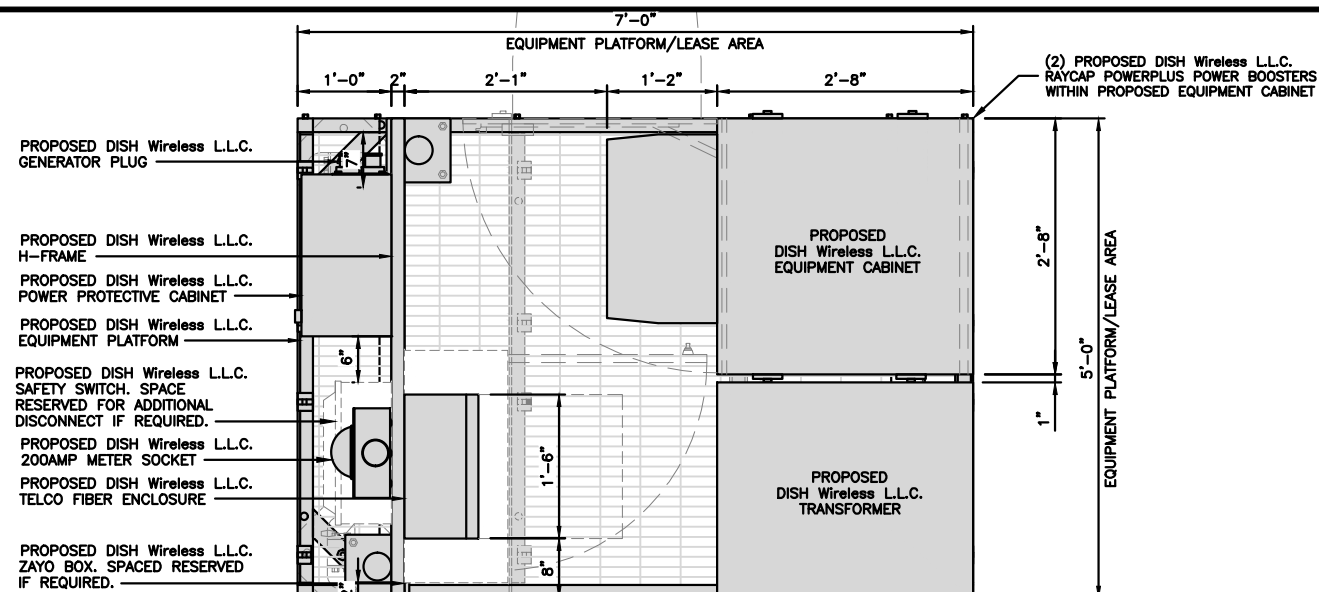 7'-0"
EQUIPMENT PLATFORM/LEASE AREA
1'-0"
2"
2'-1"
1'-2"
2'-8"
(2) PROPOSED DISH Wireless L.L.C.
RAYCAP POWERPLUS POWER BOOSTERS
WITHIN PROPOSED EQUIPMENT CABINET
PROPOSED DISH Wireless L.L.C.
GENERATOR PLUG
7"
PROPOSED DISH Wireless L.L.C.
H-FRAME
PROPOSED DISH Wireless L.L.C.
POWER PROTECTIVE CABINET
PROPOSED DISH Wireless L.L.C.
EQUIPMENT PLATFORM
PROPOSED DISH Wireless L.L.C.
SAFETY SWITCH. SPACE
RESERVED FOR ADDITIONAL
DISCONNECT IF REQUIRED.
PROPOSED DISH Wireless L.L.C.
200AMP METER SOCKET
PROPOSED DISH Wireless L.L.C.
TELCO FIBER ENCLOSURE
PROPOSED DISH Wireless L.L.C.
ZAYO BOX. SPACED RESERVED
IF REQUIRED.
6"
1'-6"
8"
PROPOSED
DISH Wireless L.L.C.
EQUIPMENT CABINET
PROPOSED
DISH Wireless L.L.C.
TRANSFORMER
2'-8"
1"
5'-0"
EQUIPMENT PLATFORM/LEASE AREA